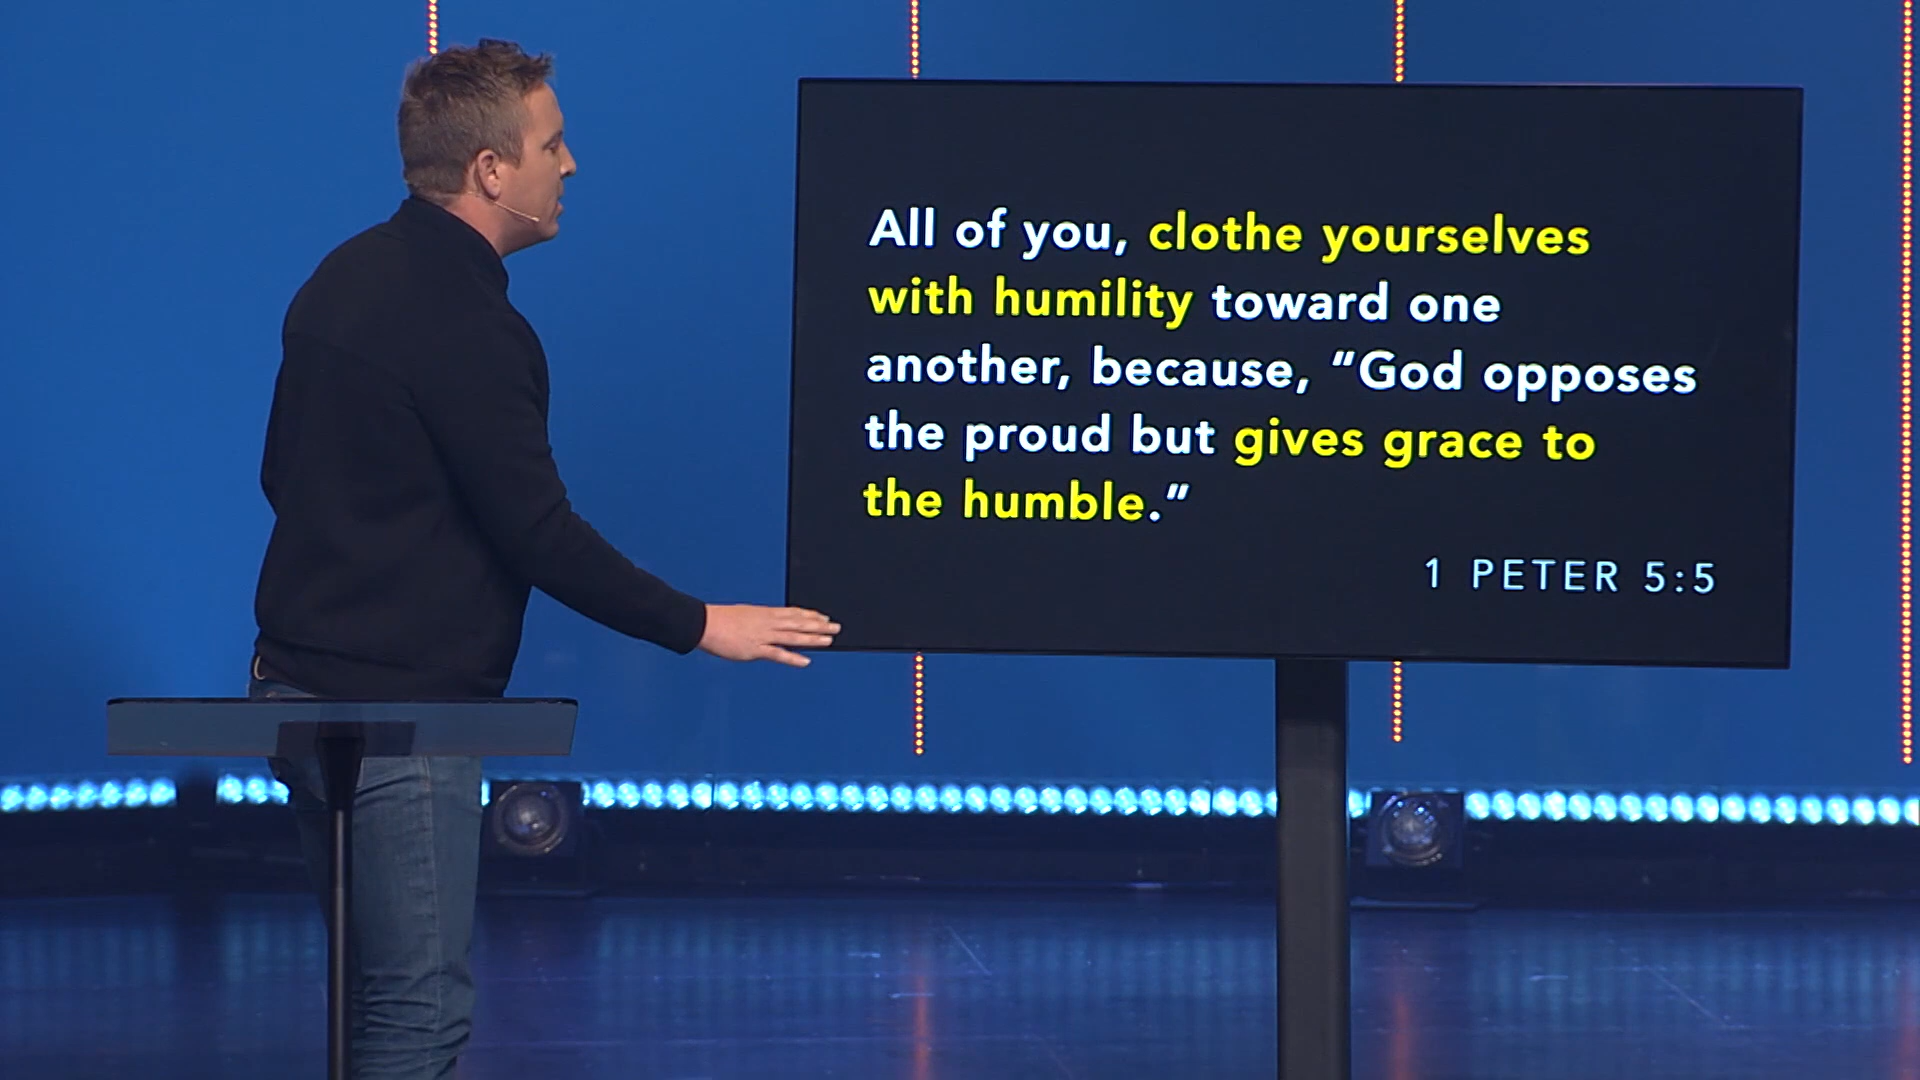 All of you, clothe yourselves
with humility toward one
another, because, “God opposes
the proud but gives grace to
the humble.”
1 PETER 5:5